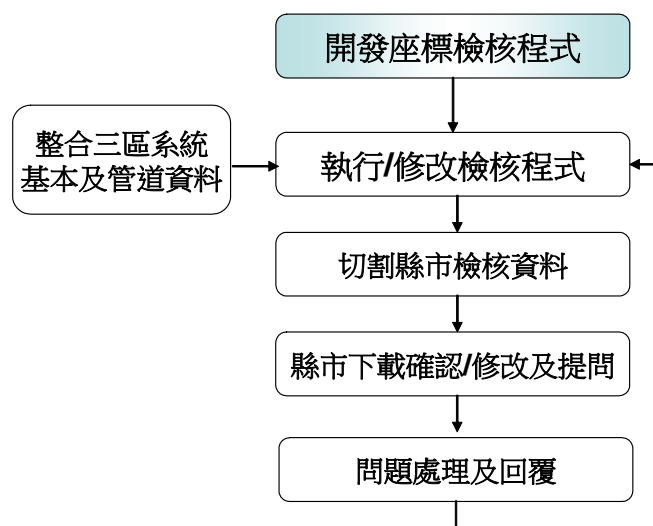 開發座標檢核程式
整合三區系統
基本及管道資料
執行/修改檢核程式
切割縣市檢核資料
縣市下載確認/修改及提問
問題處理及回覆